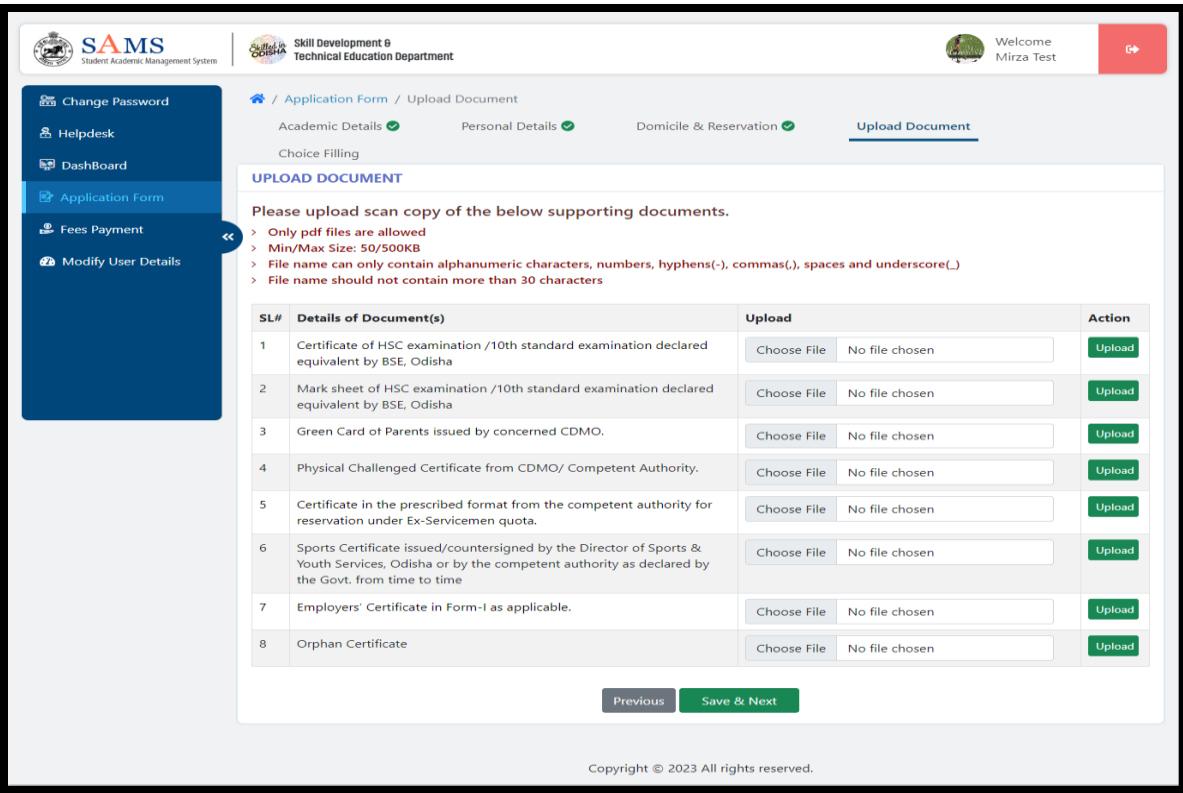 SAMS
Student Academic Management System
Skilled in
ODISHA
Skill Development &
Technical Education Department
Welcome
Mirza Test
Change Password
Helpdesk
DashBoard
Application Form
Fees Payment
Modify User Details
/ Application Form / Upload Document
Academic Details Personal Details Domicile & Reservation Upload Document
Choice Filling
UPLOAD DOCUMENT
Please upload scan copy of the below supporting documents.
> Only pdf files are allowed
> Min/Max Size: 50/500KB
> File name can only contain alphanumeric characters, numbers, hyphens(-), commas(,), spaces and underscore(_)
> File name should not contain more than 30 characters
SL# Details of Document(s) Upload Action
1 Certificate of HSC examination /10th standard examination declared
equivalent by BSE, Odisha
Choose File No file chosen Upload
2 Mark sheet of HSC examination /10th standard examination declared
equivalent by BSE, Odisha
Choose File No file chosen Upload
3 Green Card of Parents issued by concerned CDMO.
Choose File No file chosen Upload
4 Physical Challenged Certificate from CDMO/ Competent Authority.
Choose File No file chosen Upload
5 Certificate in the prescribed format from the competent authority for
reservation under Ex-Servicemen quota.
Choose File No file chosen Upload
6 Sports Certificate issued/countersigned by the Director of Sports &
Youth Services, Odisha or by the competent authority as declared by
the Govt. from time to time
Choose File No file chosen Upload
7 Employers' Certificate in Form-I as applicable.
Choose File No file chosen Upload
8 Orphan Certificate
Choose File No file chosen Upload
Previous Save & Next
Copyright © 2023 All rights reserved.